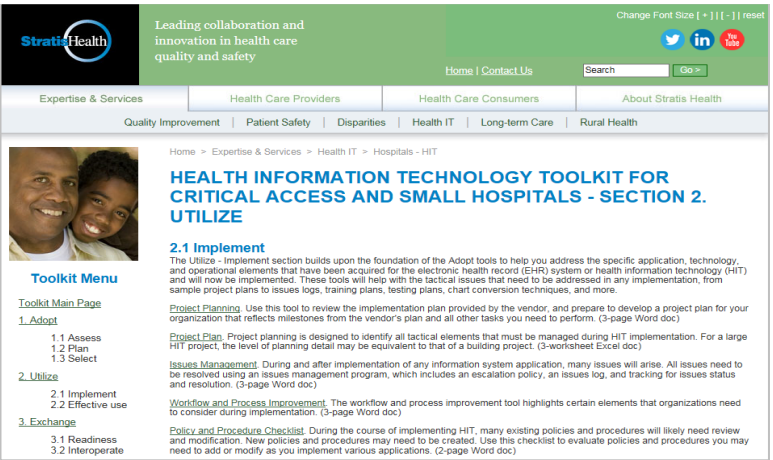 Change Font Size [ + ] | [ - ] | reset
Stratis Health
Leading collaboration and
innovation in health care
quality and safety
in
You
Tube
Home | Contact Us
Search
Go >
Expertise & Services
Health Care Providers
Health Care Consumers
About Stratis Health
Quality Improvement | Patient Safety | Disparities | Health IT | Long-term Care | Rural Health
Home > Expertise & Services > Health IT > Hospitals - HIT
HEALTH INFORMATION TECHNOLOGY TOOLKIT FOR
CRITICAL ACCESS AND SMALL HOSPITALS - SECTION 2.
UTILIZE
2.1 Implement
The Utilize - Implement section builds upon the foundation of the Adopt tools to help you address the specific application, technology,
and operational elements that have been acquired for the electronic health record (EHR) system or health information technology (HIT)
and will now be implemented. These tools will help with the tactical issues that need to be addressed in any implementation, from
sample project plans to issues logs, training plans, testing plans, chart conversion techniques, and more.
Project Planning. Use this tool to review the implementation plan provided by the vendor, and prepare to develop a project plan for your
organization that reflects milestones from the vendor's plan and all other tasks you need to perform. (3-page Word doc)
Project Plan. Project planning is designed to identify all tactical elements that must be managed during HIT implementation. For a large
HIT project, the level of planning detail may be equivalent to that of a building project. (3-worksheet Excel doc)
Issues Management. During and after implementation of any information system application, many issues will arise. All issues need to
be resolved using an issues management program, which includes an escalation policy, an issues log, and tracking for issues status
and resolution. (3-page Word doc)
Workflow and Process Improvement. The workflow and process improvement tool highlights certain elements that organizations need
to consider during implementation. (3-page Word doc)
Policy and Procedure Checklist. During the course of implementing HIT, many existing policies and procedures will likely need review
and modification. New policies and procedures may need to be created. Use this checklist to evaluate policies and procedures you may
need to add or modify as you implement various applications. (2-page Word doc)
Toolkit Menu
Toolkit Main Page
1. Adopt
1.1 Assess
1.2 Plan
1.3 Select
2. Utilize
2.1 Implement
2.2 Effective use
3. Exchange
3.1 Readiness
3.2 Interoperate